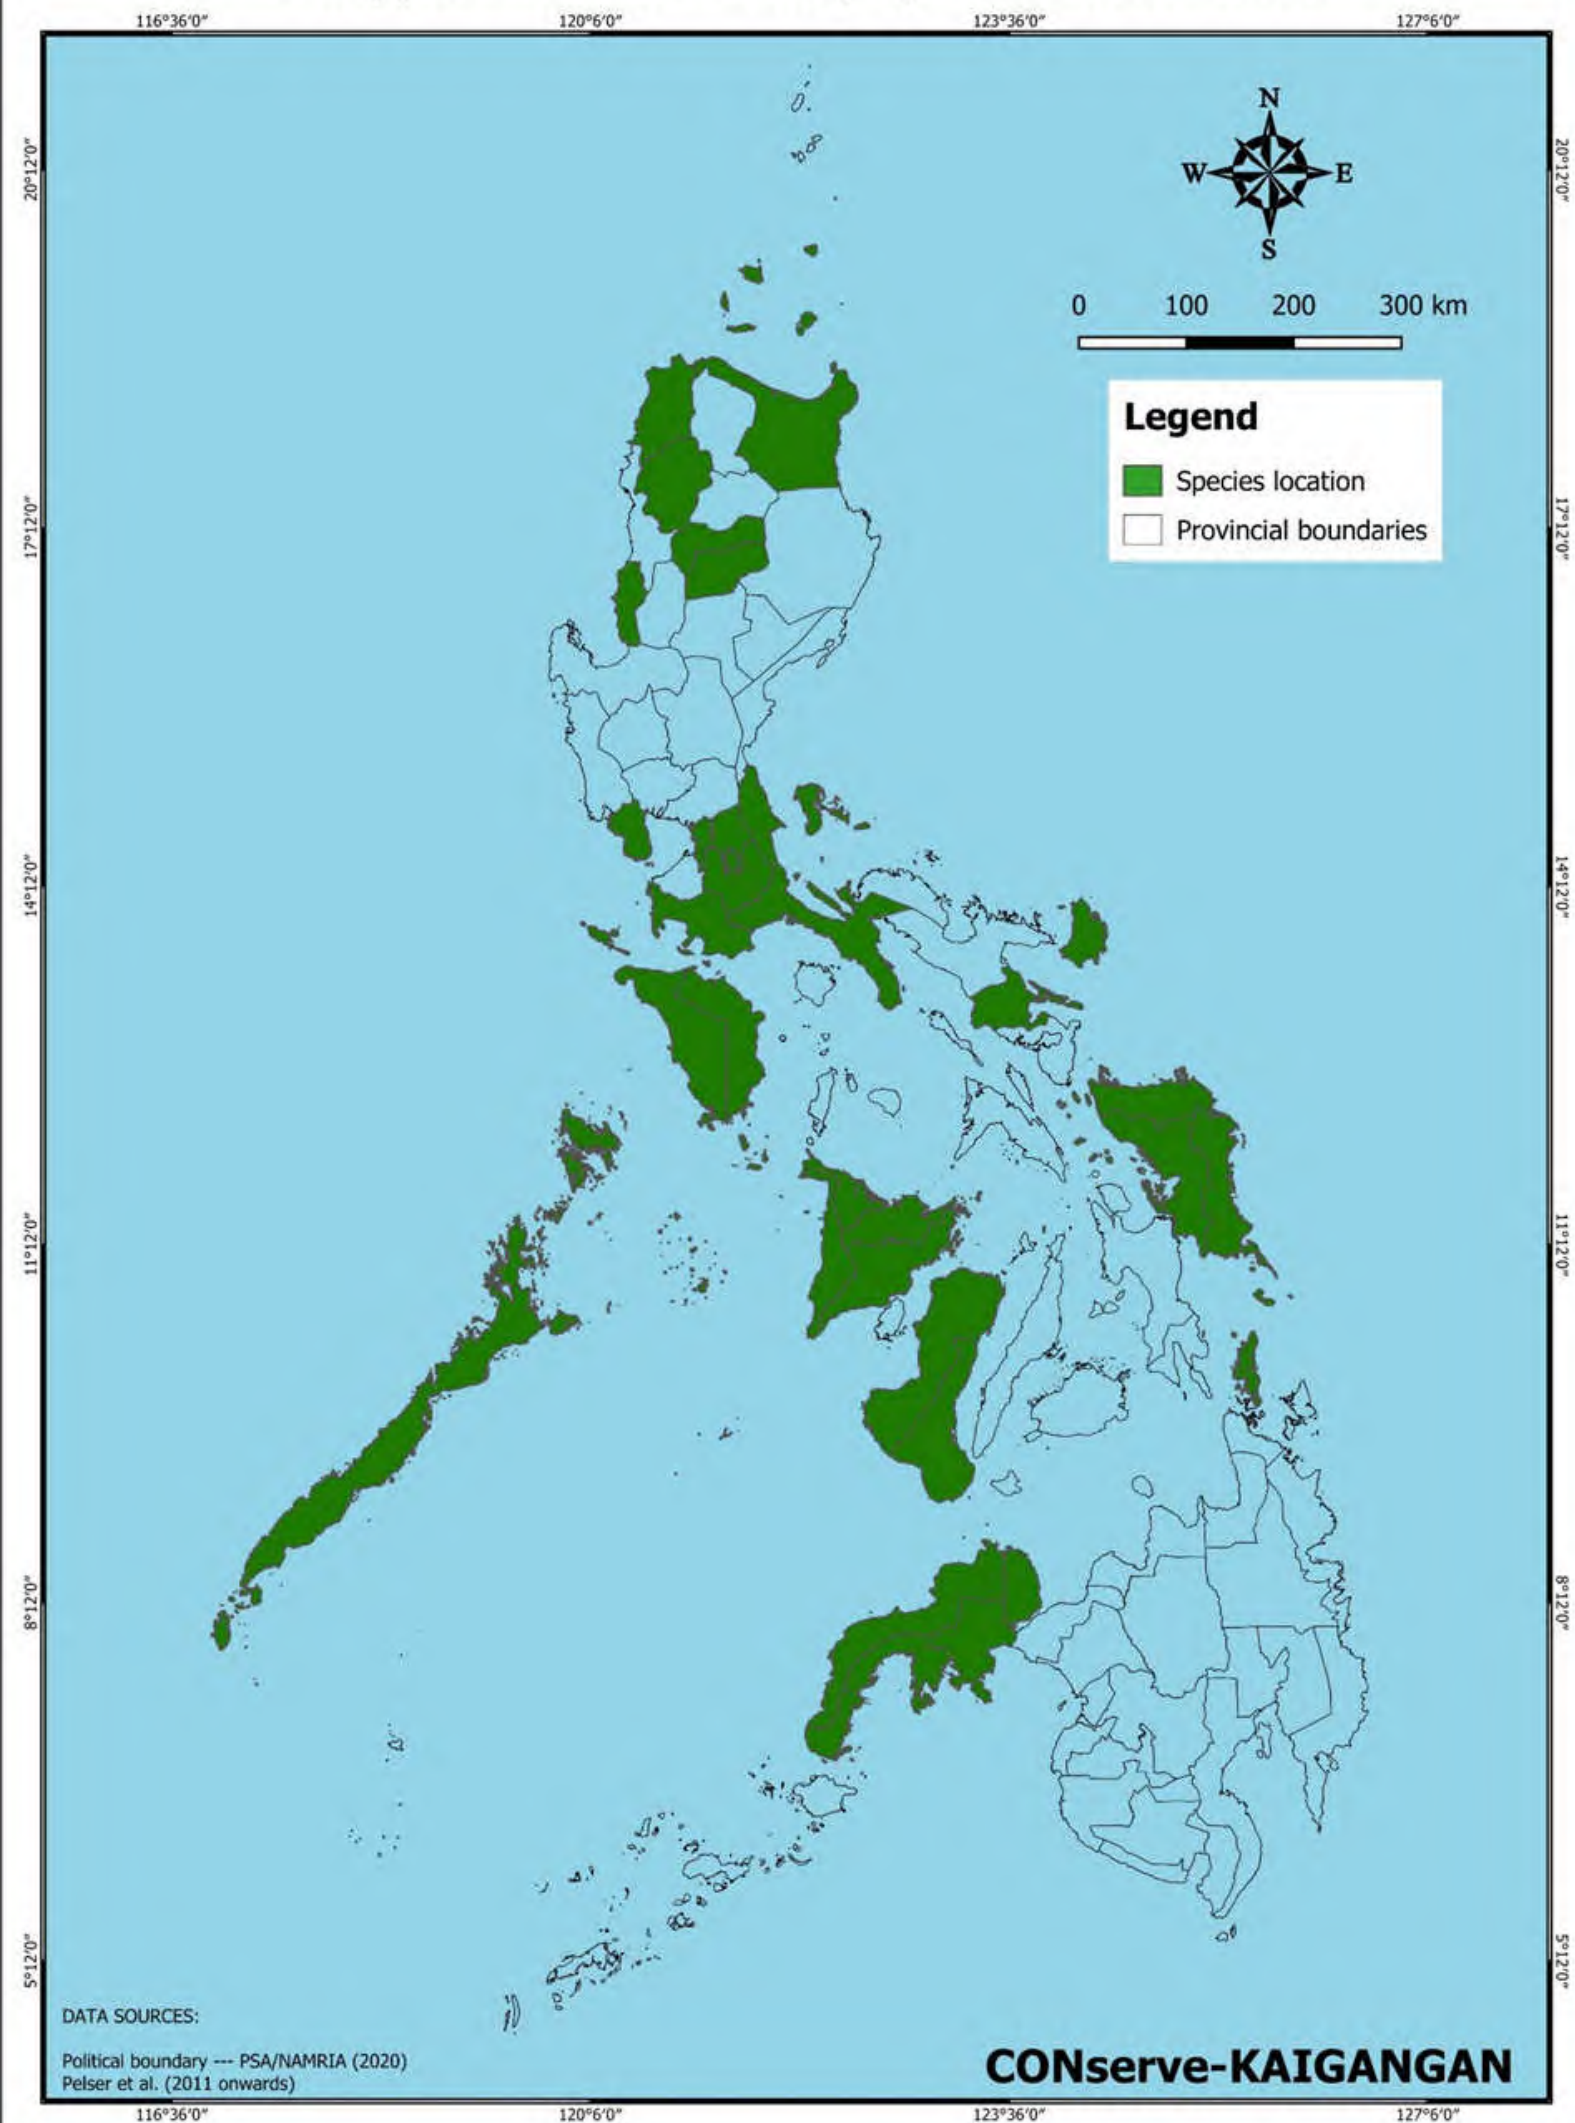 116°36'0" 120°6'0" 123°36'0" 127°6'0"
N
W E
S
20°12'0" 20°12'0"
0 100 200 300 km
Legend
Species location
Provincial boundaries
17°12'0" 17°12'0"
14°12'0" 14°12'0"
11°12'0" 11°12'0"
8°12'0" 8°12'0"
5°12'0" 5°12'0"
DATA SOURCES:
Political boundary --- PSA/NAMRIA (2020)
Pelser et al. (2011 onwards)
CONserve-KAIGANGAN
116°36'0" 120°6'0" 123°36'0" 127°6'0"